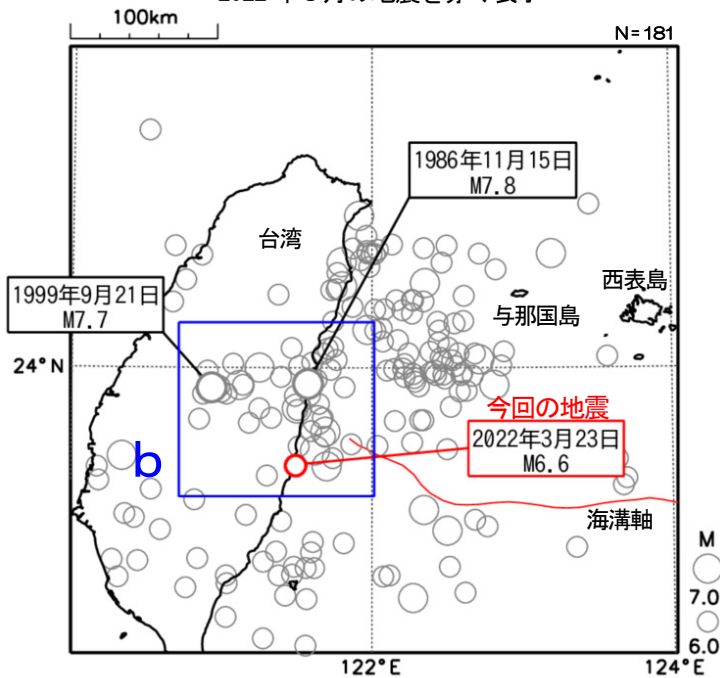 100km
N=181
1986年11月15日
M7.8
台湾
西表島
1999年9月21日
M7.7
与那国島
24°N
今回の地震
2022年3月23日
M6.6
b
海溝軸
M
7.0
6.0
122°E
124°E